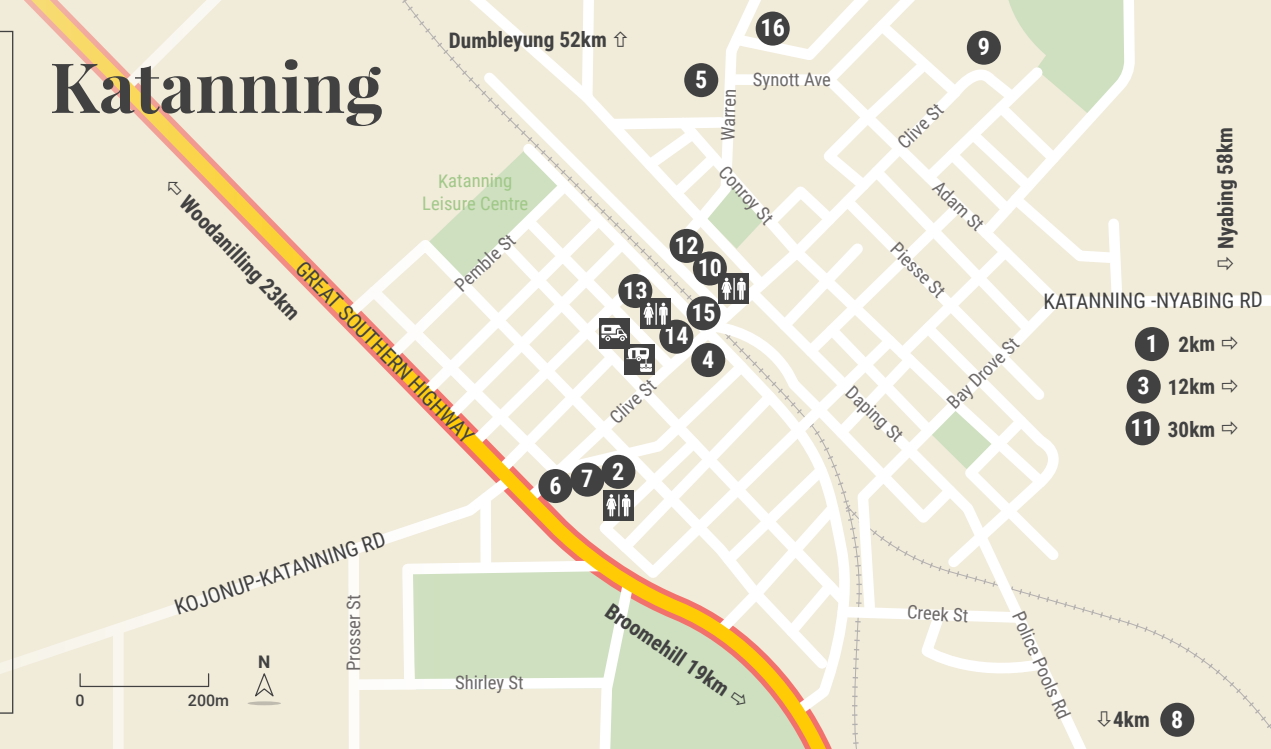 Dumbleyung 52km ⇧
16
9
5
Synott Ave
Katanning
Warren
Clive St
Nyabing 58km
⇨
Katanning
Leisure Centre
Conroy St
Adam St
⇦ Woodanilling 23km
Pemble St
12
10
Piesse St
GREAT SOUTHERN HIGHWAY
13
15
14
4
KATANNING -NYABING RD
1 2km ⇨
3 12km ⇨
11 30km ⇨
Clive St
Bay Drove St
Daping St
6
7
2
KOJONUP-KATANNING RD
Prosser St
Broomehill 19km ⇨
Creek St
Police Pools Rd
Shirley St
N
0 200m
⇩4km 8